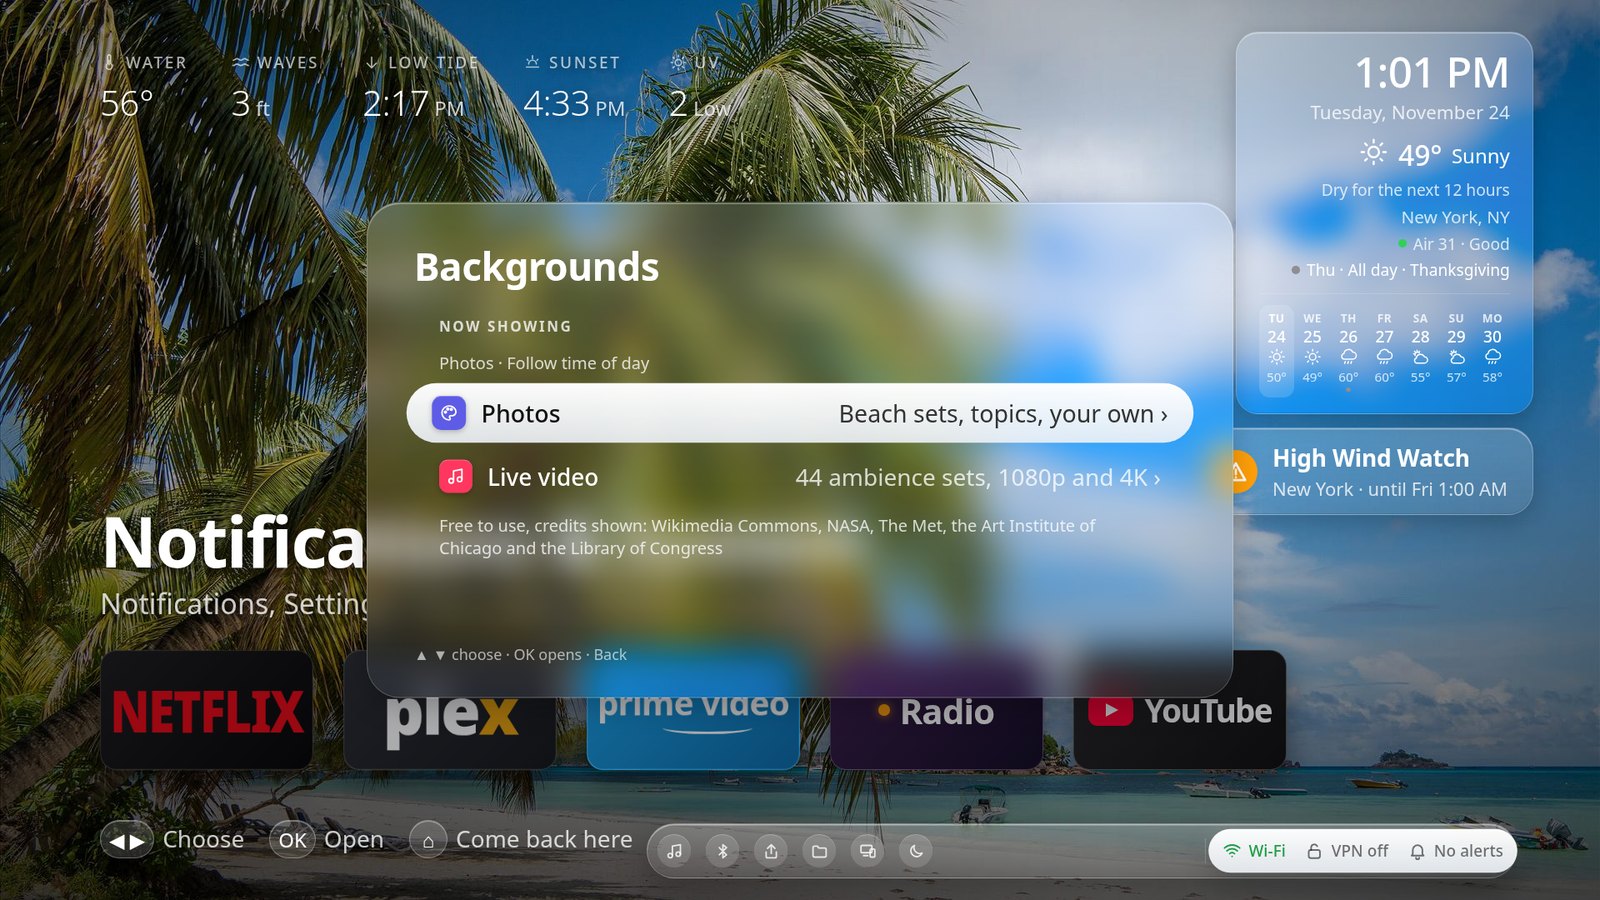 WATER
56°
WAVES
3 ft
LOW TIDE
2:17 PM
SUNSET
4:33 PM
UV
2 Low
1:01 PM
Tuesday, November 24
49° Sunny
Dry for the next 12 hours
New York, NY
Air 31 · Good
Thu · All day · Thanksgiving
TU WE TH FR SA SU MO
24 25 26 27 28 29 30
50° 49° 60° 60° 55° 57° 58°
High Wind Watch
New York · until Fri 1:00 AM
Backgrounds
NOW SHOWING
Photos · Follow time of day
Photos Beach sets, topics, your own ›
Live video 44 ambience sets, 1080p and 4K ›
Free to use, credits shown: Wikimedia Commons, NASA, The Met, the Art Institute of
Chicago and the Library of Congress
▲ ▼ choose · OK opens · Back
Notifica
Notifications, Setting
NETFLIX
plex
prime video
Radio
YouTube
◀▶ Choose OK Open ⌂ Come back here
Wi-Fi VPN off No alerts